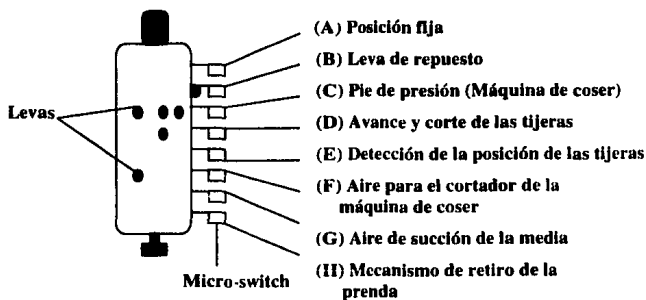 (A) Posición fija
(B) Leva de repuesto
(C) Pie de presión (Máquina de coser)
Levas
(D) Avance y corte de las tijeras
(E) Detección de la posición de las tijeras
(F) Aire para el cortador de la
máquina de coser
(G) Aire de succión de la media
Micro-switch
(H) Mecanismo de retiro de la
prenda